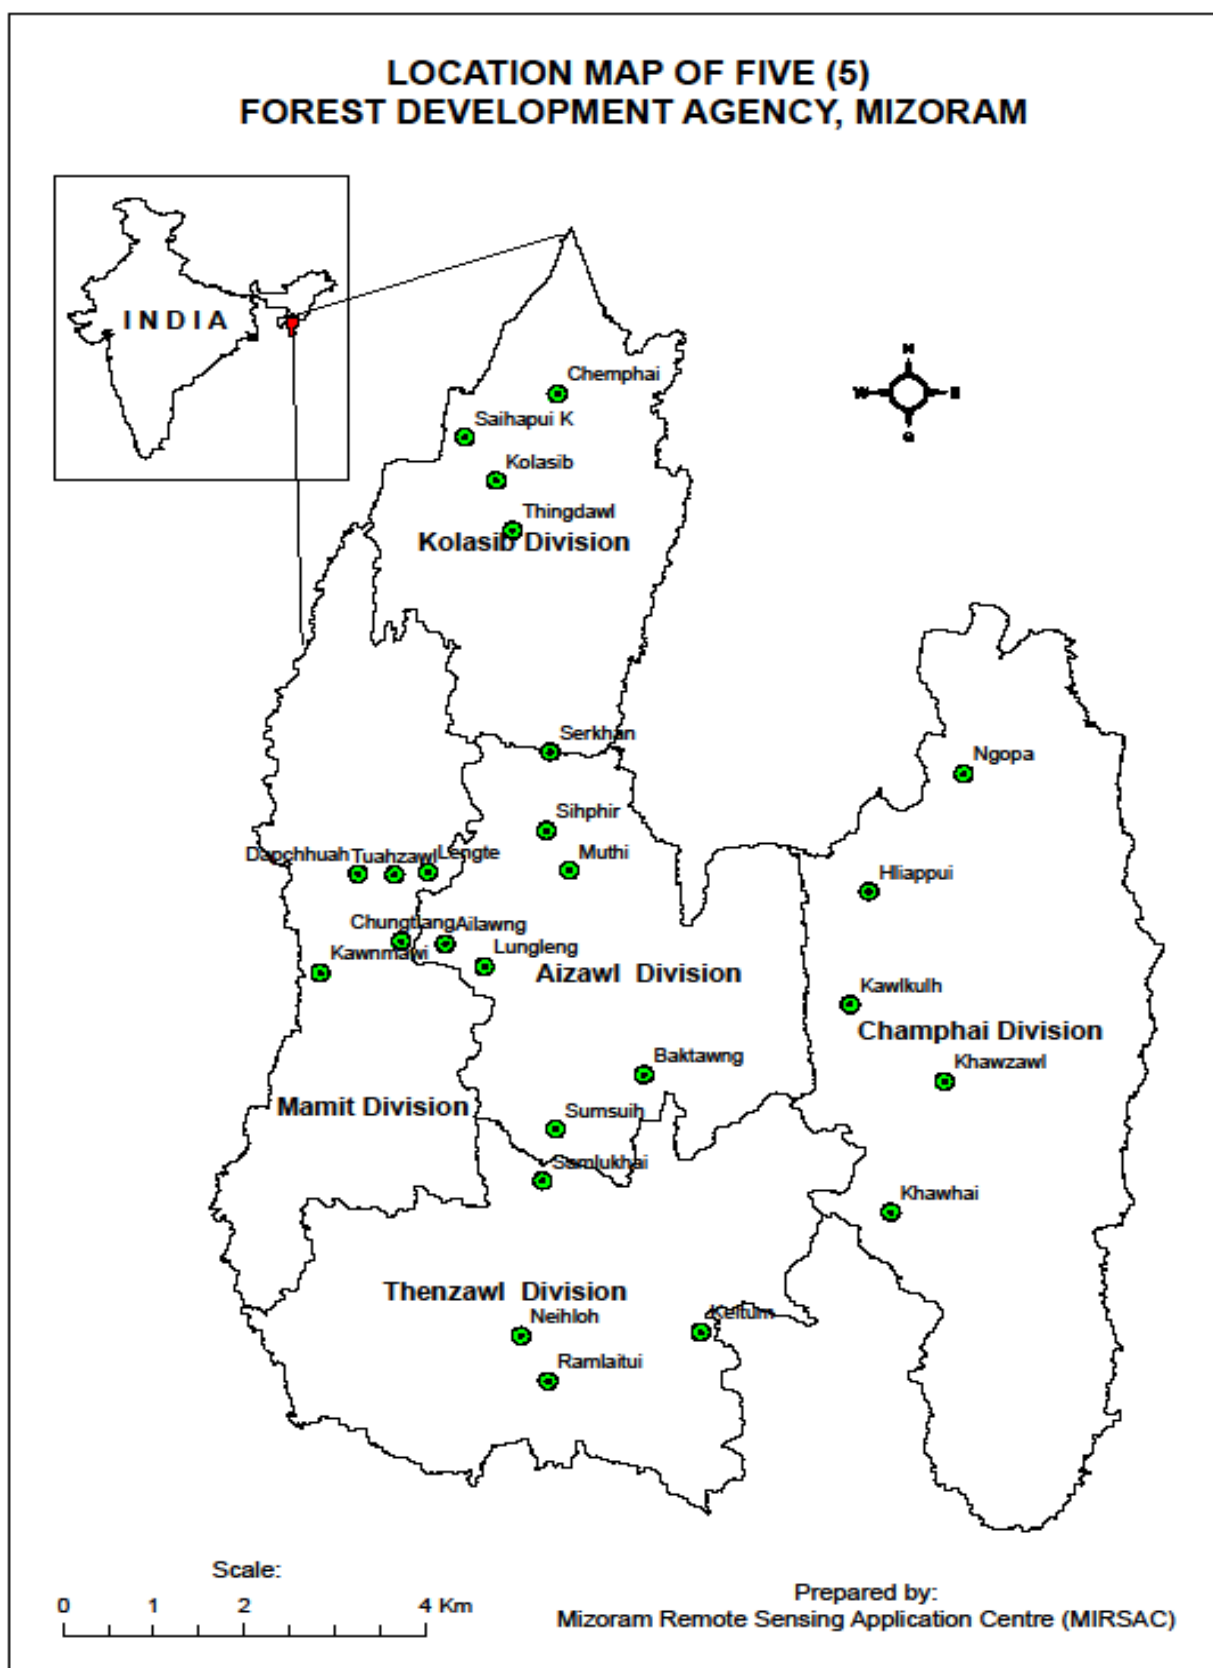 LOCATION MAP OF FIVE (5)
FOREST DEVELOPMENT AGENCY, MIZORAM
INDIA
N
W
E
S
Chemphai
Saihapui K
Kolasib
Thingdawl
Kolasib Division
Serkhan
Ngopa
Sihphir
Muthi
Dapchhuah
Tuahzawl
Lengte
Hliappui
Chungtlang
Ailawng
Kawnmawi
Lungleng
Aizawl Division
Kawlkulh
Champhai Division
Khawzawl
Baktawng
Mamit Division
Sumsuih
Samlukhai
Khawhai
Thenzawl Division
Neihloh
Keitum
Ramlaitui
Scale:
0 1 2 4 Km
Prepared by:
Mizoram Remote Sensing Application Centre (MIRSAC)